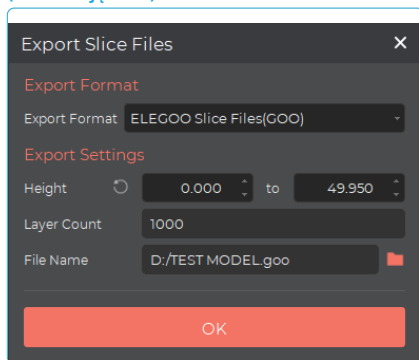 Export Slice Files
Export Format
Export Format ELEGOO Slice Files(GOO)
Export Settings
Height 0.000 to 49.950
Layer Count 1000
File Name D:/TEST MODEL.goo
OK